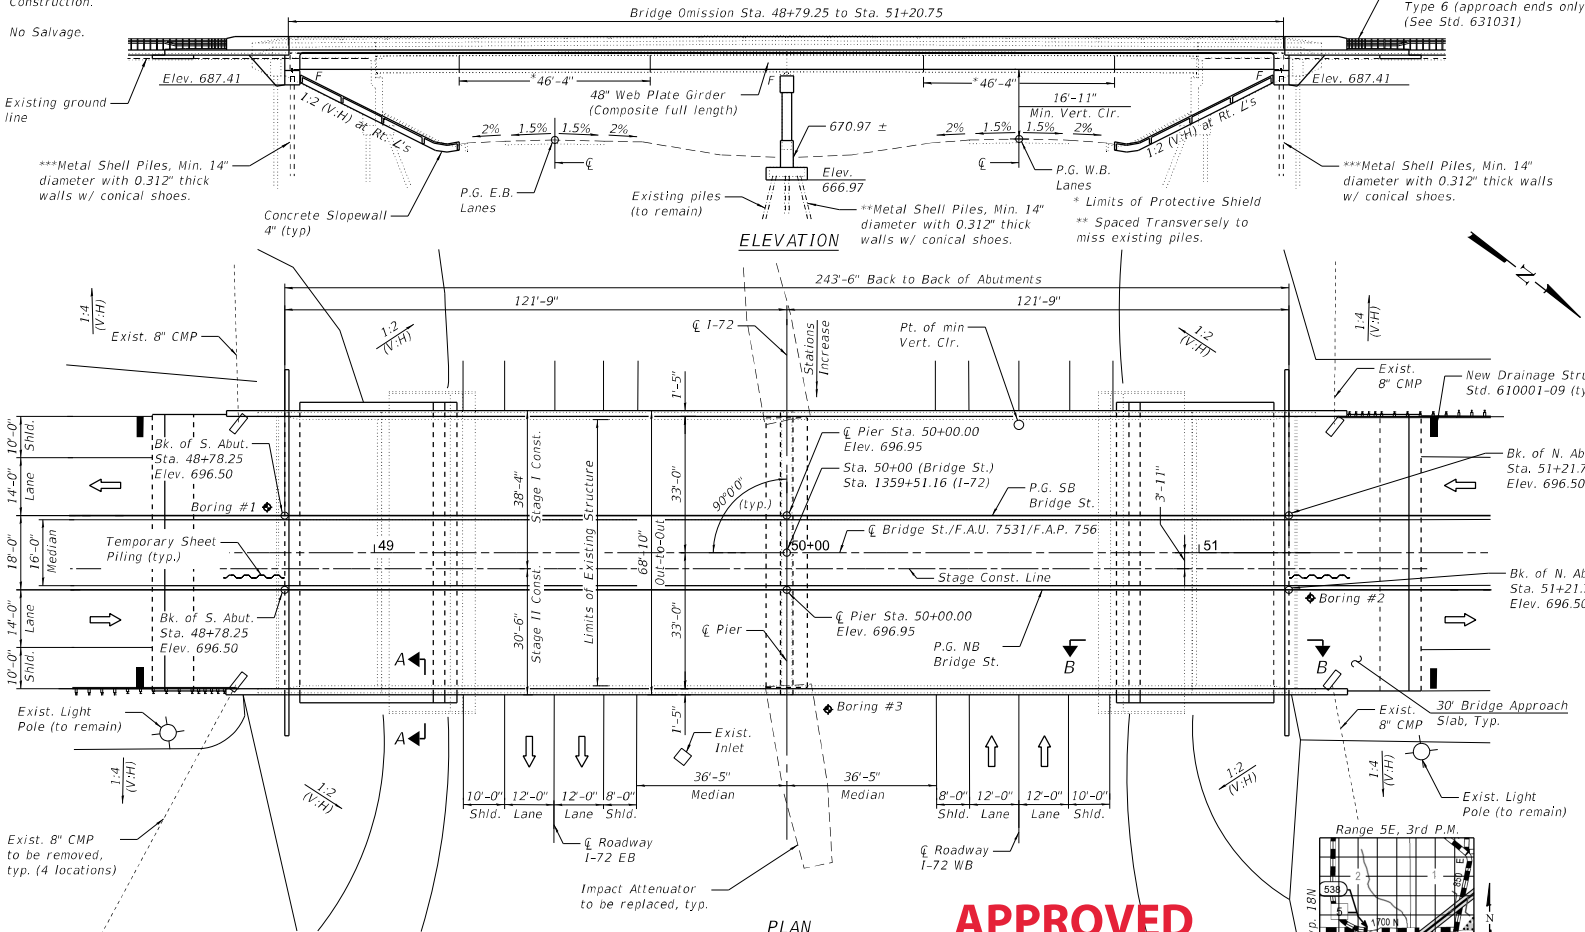 Construction.
No Salvage.
Bridge Omission Sta. 48+79.25 to Sta. 51+20.75
Type 6 (approach ends only
(See Std. 631031)
Elev. 687.41
F
*46'-4"
48" Web Plate Girder
(Composite full length)
F
*46'-4"
16'-11"
Min. Vert. Clr.
F
Elev. 687.41
Existing ground
line
1:2 (V:H) at Rt. L's
2%
1.5%
1.5%
2%
670.97 ±
2%
1.5%
1.5%
2%
1:2 (V:H) at Rt. L's
***Metal Shell Piles, Min. 14"
diameter with 0.312" thick
walls w/ conical shoes.
P.G. E.B.
Lanes
℄
Existing piles
(to remain)
Elev.
666.97
℄
P.G. W.B.
Lanes
***Metal Shell Piles, Min. 14"
diameter with 0.312" thick
walls w/ conical shoes.
Concrete Slopewall
4" (typ)
**Metal Shell Piles, Min. 14"
diameter with 0.312" thick
walls w/ conical shoes.
* Limits of Protective Shield
** Spaced Transversely to
miss existing piles.
ELEVATION
N
243'-6" Back to Back of Abutments
121'-9"
121'-9"
1:4
(V:H)
Exist. 8" CMP
1:2
(V:H)
℄ I-72
Stations
Increase
Pt. of min
Vert. Clr.
1:2
(V:H)
1:4
(V:H)
Exist.
8" CMP
New Drainage Stru
Std. 610001-09 (ty
1'-5"
10'-0"
Shld.
14'-0"
Lane
18'-0"
16'-0"
Median
14'-0"
Lane
10'-0"
Shld.
Bk. of S. Abut.
Sta. 48+78.25
Elev. 696.50
Boring #1
Temporary Sheet
Piling (typ.)
49
Bk. of S. Abut.
Sta. 48+78.25
Elev. 696.50
38'-4"
Stage I Const.
30'-6"
Stage II Const.
Limits of Existing Structure
68'-10"
Out-to-Out
33'-0"
33'-0"
90°0'0"
(typ.)
℄ Pier Sta. 50+00.00
Elev. 696.95
Sta. 50+00 (Bridge St.)
Sta. 1359+51.16 (I-72)
P.G. SB
Bridge St.
3'-11"
℄ Bridge St./F.A.U. 7531/F.A.P. 756
50+00
51
Stage Const. Line
℄ Pier
℄ Pier Sta. 50+00.00
Elev. 696.95
P.G. NB
Bridge St.
Bk. of N. Ab
Sta. 51+21.7
Elev. 696.50
Bk. of N. Ab
Sta. 51+21.
Elev. 696.50
Boring #2
A
A
B
B
Exist. Light
Pole (to remain)
1'-5"
Boring #3
Exist.
Inlet
Exist.
8" CMP
30' Bridge Approach
Slab, Typ.
1:4
(V:H)
1:2
(V:H)
36'-5"
Median
36'-5"
Median
10'-0"
Shld.
12'-0"
Lane
12'-0"
Lane
8'-0"
Shld.
8'-0"
Shld.
12'-0"
Lane
12'-0"
Lane
10'-0"
Shld.
1:2
(V:H)
1:4
(V:H)
Exist. Light
Pole (to remain)
Exist. 8" CMP
to be removed,
typ. (4 locations)
℄ Roadway
I-72 EB
℄ Roadway
I-72 WB
Impact Attenuator
to be replaced, typ.
PLAN
APPROVED
Range 5E, 3rd P.M.
2
1
850 E
538
5
1700 N
p. 18N
N